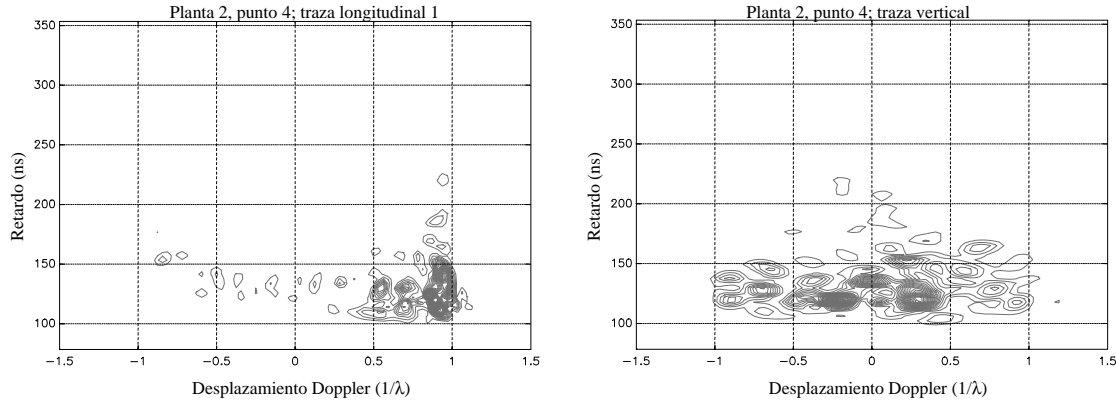 Planta 2, punto 4; traza longitudinal 1
350
300
250
200
150
100
Retardo (ns)
−1.5 −1 −0.5 0 0.5 1 1.5
Desplazamiento Doppler (1/λ)
Planta 2, punto 4; traza vertical
350
300
250
200
150
100
Retardo (ns)
−1.5 −1 −0.5 0 0.5 1 1.5
Desplazamiento Doppler (1/λ)